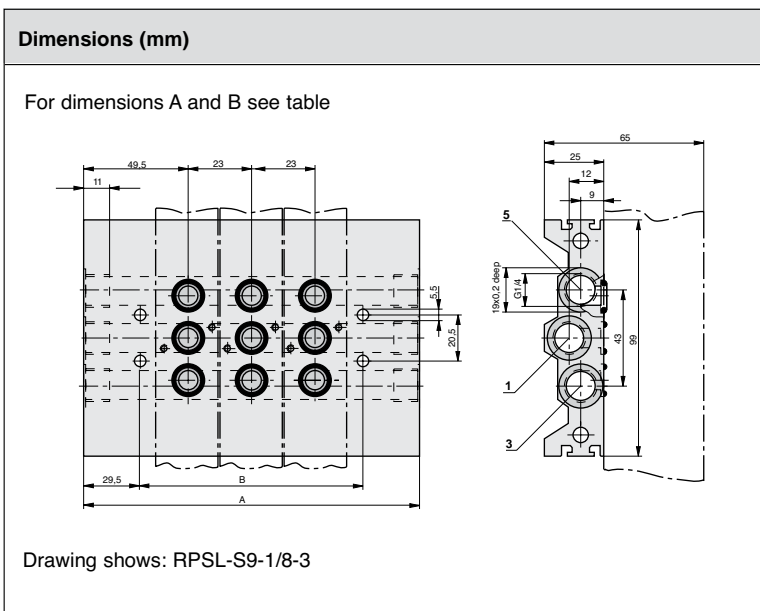 Dimensions (mm)
For dimensions A and B see table
49,5 23 23
11
5,5
20,5
29,5 B
A
65
25
12
9
5
19x0,2 deep
G1/4
43
99
1
3
Drawing shows: RPSL-S9-1/8-3